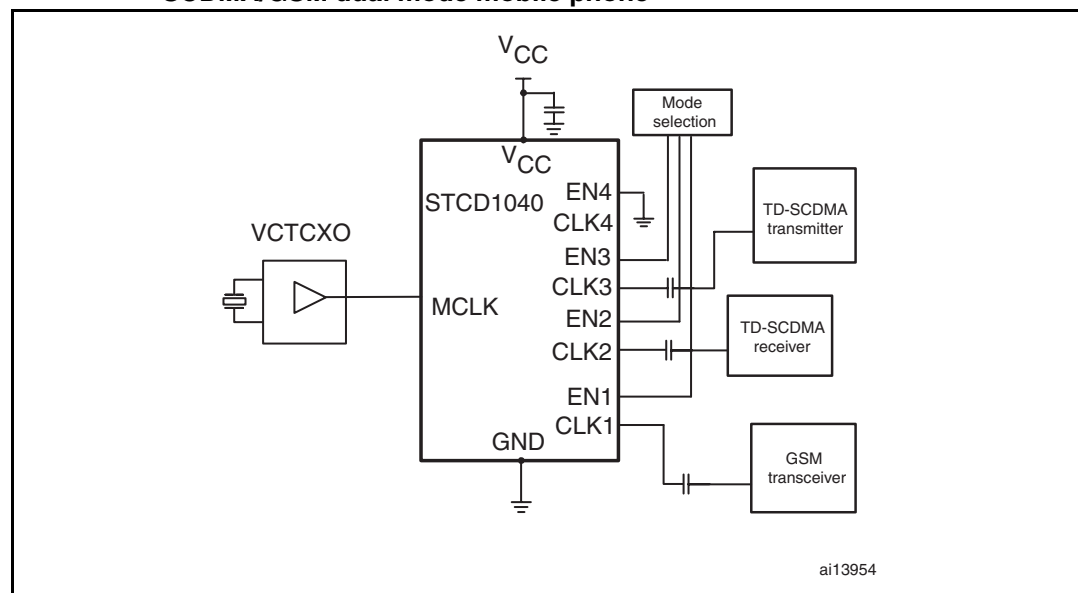 SCDMA/GSM dual-mode mobile phone
VCC
Mode
selection
VCC
STCD1040
EN4
CLK4
EN3
CLK3
EN2
CLK2
EN1
CLK1
GND
MCLK
VCTCXO
TD-SCDMA
transmitter
TD-SCDMA
receiver
GSM
transceiver
ai13954